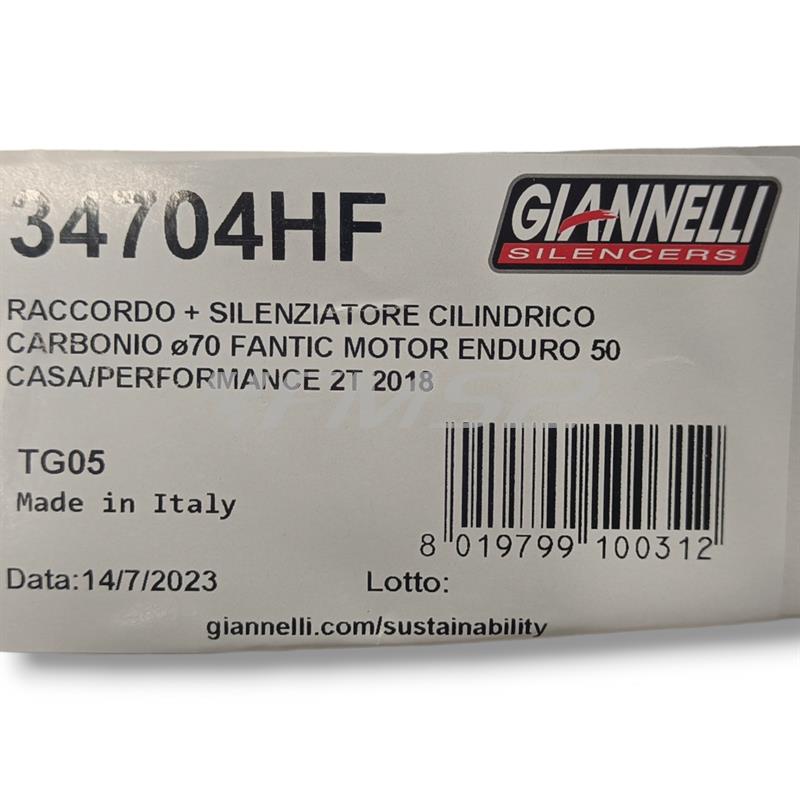 34704HF
GIANNELLI
SILENCERS
RACCORDO + SILENZIATORE CILINDRICO
CARBONIO ø70 FANTIC MOTOR ENDURO 50
CASA/PERFORMANCE 2T 2018
TG05
Made in Italy
8 019799 100312
Data:14/7/2023
Lotto:
giannelli.com/sustainability